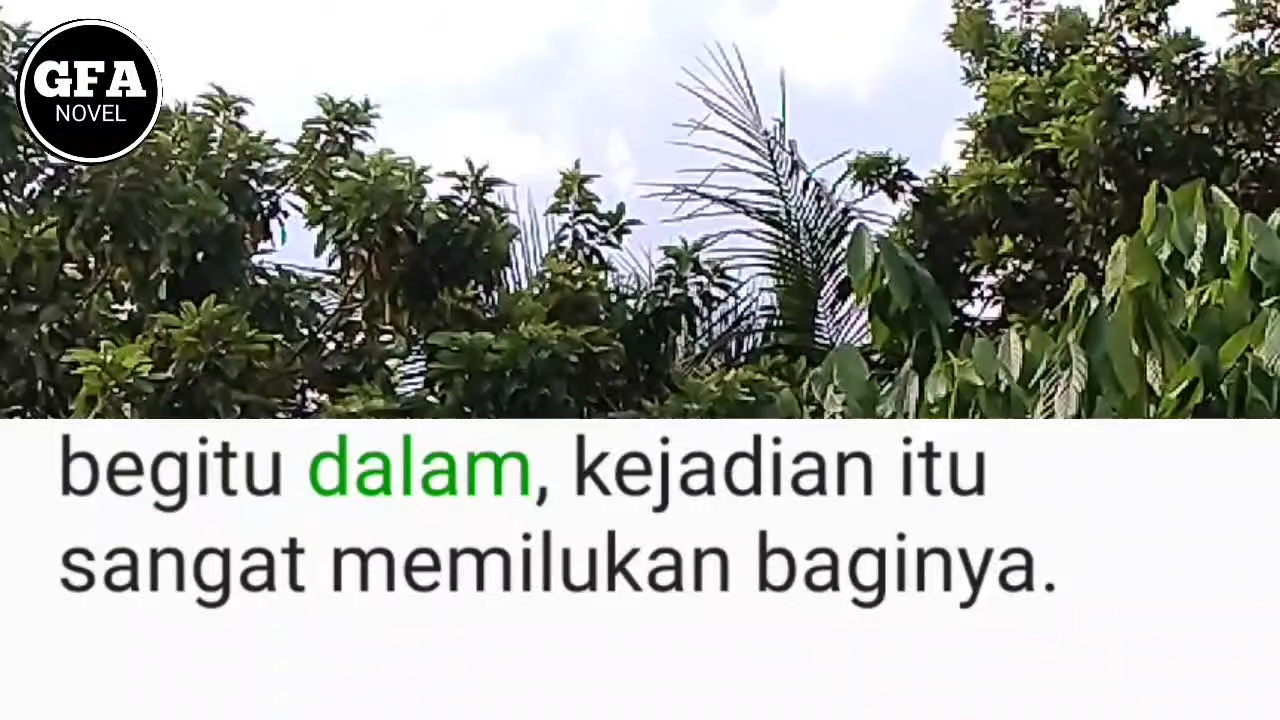 GFA
NOVEL
begitu dalam, kejadian itu
sangat memilukan baginya.